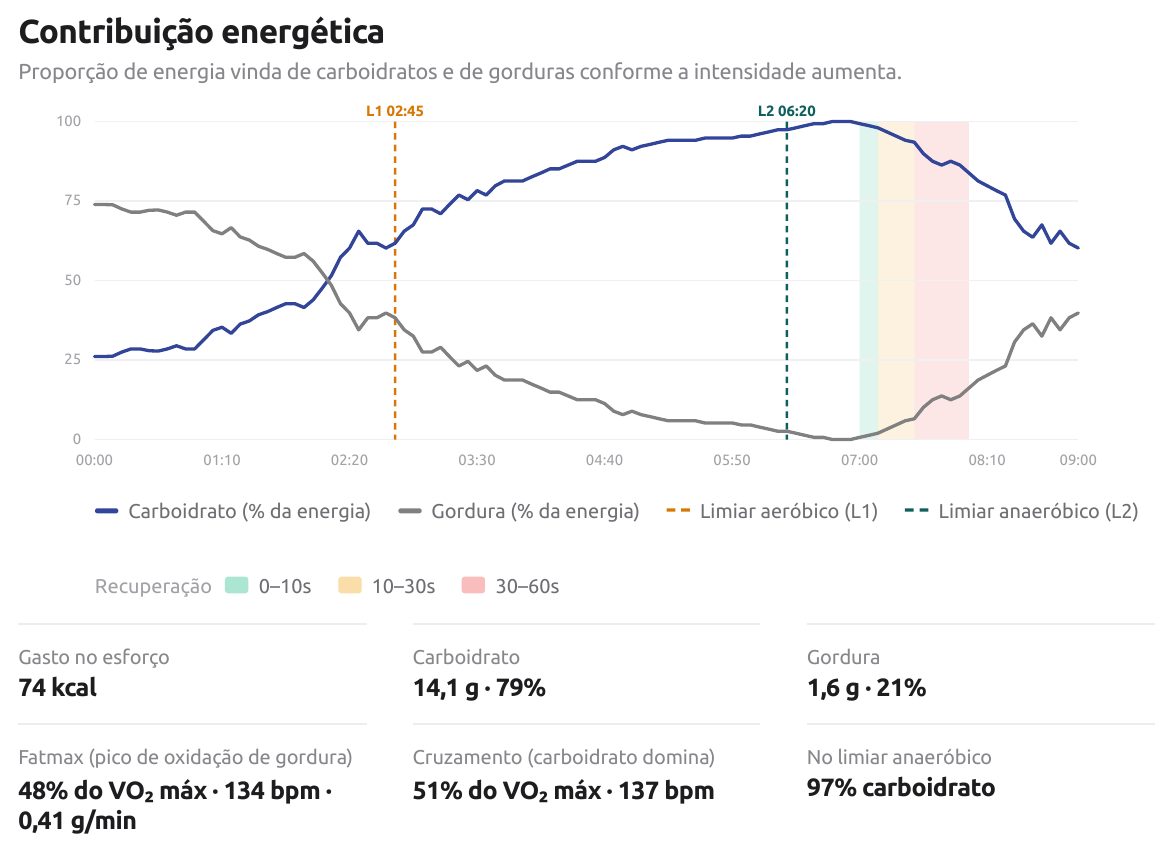 Contribuição energética
Proporção de energia vinda de carboidratos e de gorduras conforme a intensidade aumenta.
L1 02:45
L2 06:20
100
75
50
25
0
00:00
01:10
02:20
03:30
04:40
05:50
07:00
08:10
09:00
Carboidrato (% da energia)
Gordura (% da energia)
Limiar aeróbico (L1)
Limiar anaeróbico (L2)
Recuperação
0–10s
10–30s
30–60s
Gasto no esforço
74 kcal
Carboidrato
14,1 g · 79%
Gordura
1,6 g · 21%
Fatmax (pico de oxidação de gordura)
48% do VO₂ máx · 134 bpm ·
0,41 g/min
Cruzamento (carboidrato domina)
51% do VO₂ máx · 137 bpm
No limiar anaeróbico
97% carboidrato